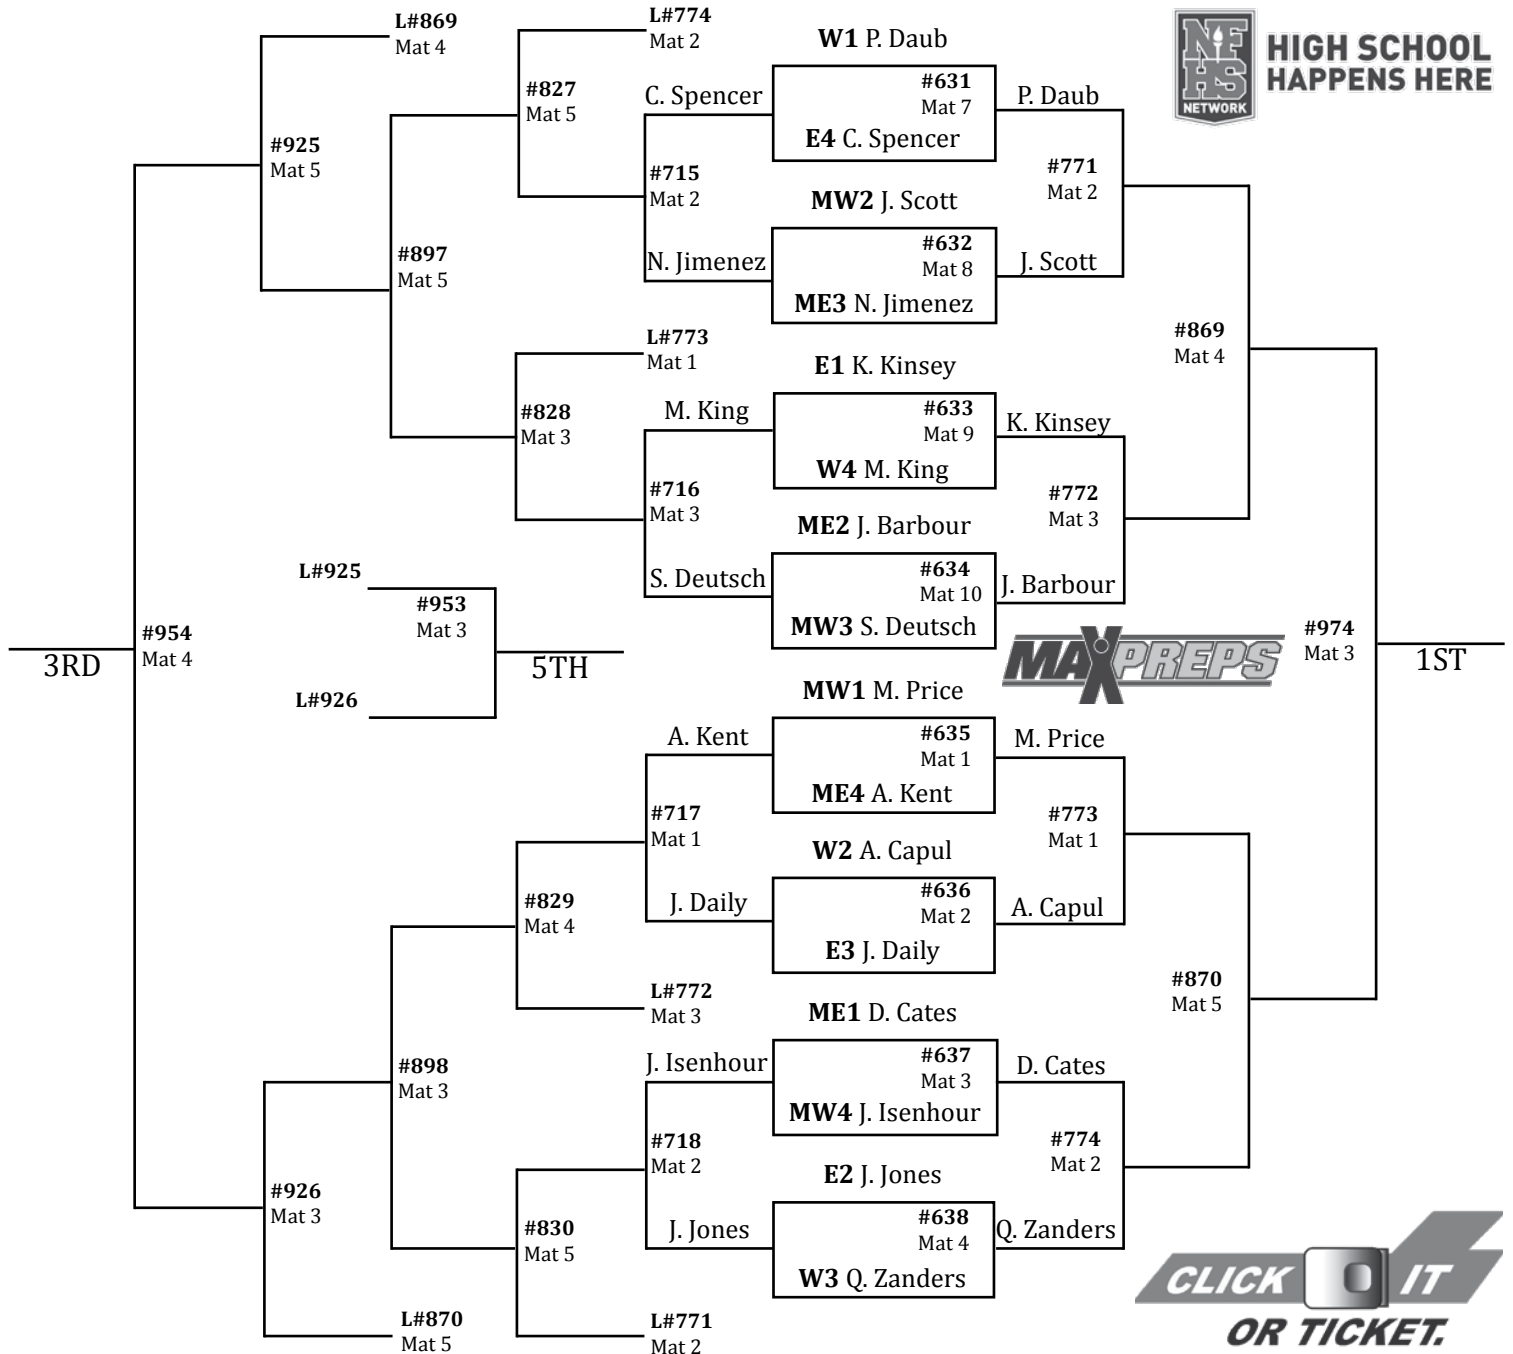 L#869
Mat 4
L#774
Mat 2
W1 P. Daub
NF
HS
NETWORK
HIGH SCHOOL
HAPPENS HERE
#827
Mat 5
C. Spencer
#631
Mat 7
P. Daub
E4 C. Spencer
#925
Mat 5
#715
Mat 2
#771
Mat 2
MW2 J. Scott
#897
Mat 5
N. Jimenez
#632
Mat 8
J. Scott
ME3 N. Jimenez
L#773
Mat 1
#869
Mat 4
E1 K. Kinsey
#828
Mat 3
M. King
#633
Mat 9
K. Kinsey
W4 M. King
#716
Mat 3
#772
Mat 3
ME2 J. Barbour
L#925
S. Deutsch
#634
Mat 10
J. Barbour
#953
Mat 3
MW3 S. Deutsch
#954
Mat 4
3RD
5TH
MAXPREPS
#974
Mat 3
1ST
L#926
MW1 M. Price
A. Kent
#635
Mat 1
M. Price
ME4 A. Kent
#717
Mat 1
#773
Mat 1
W2 A. Capul
#829
Mat 4
J. Daily
#636
Mat 2
A. Capul
E3 J. Daily
L#772
Mat 3
#870
Mat 5
ME1 D. Cates
#898
Mat 3
J. Isenhour
#637
Mat 3
D. Cates
MW4 J. Isenhour
#718
Mat 2
#774
Mat 2
E2 J. Jones
#926
Mat 3
#830
Mat 5
J. Jones
#638
Mat 4
Q. Zanders
W3 Q. Zanders
L#870
Mat 5
L#771
Mat 2
CLICK IT
OR TICKET.